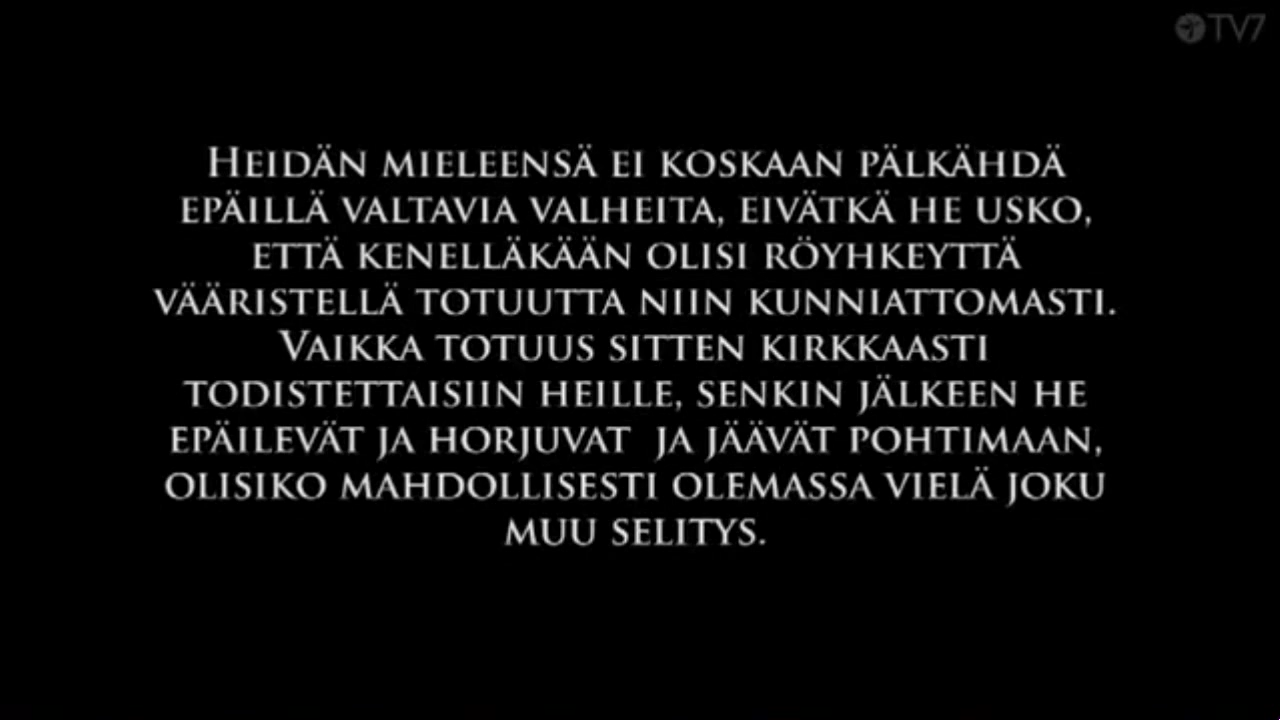 TV7
Heidän mieleensä ei koskaan pälkähdä
epäillä valtavia valheita, eivätkä he usko,
että kenelläkään olisi röyhkeyttä
vääristellä totuutta niin kunniattomasti.
Vaikka totuus sitten kirkkaasti
todistettaisiin heille, senkin jälkeen he
epäilevät ja horjuvat ja jäävät pohtimaan,
olisiko mahdollisesti olemassa vielä joku
muu selitys.